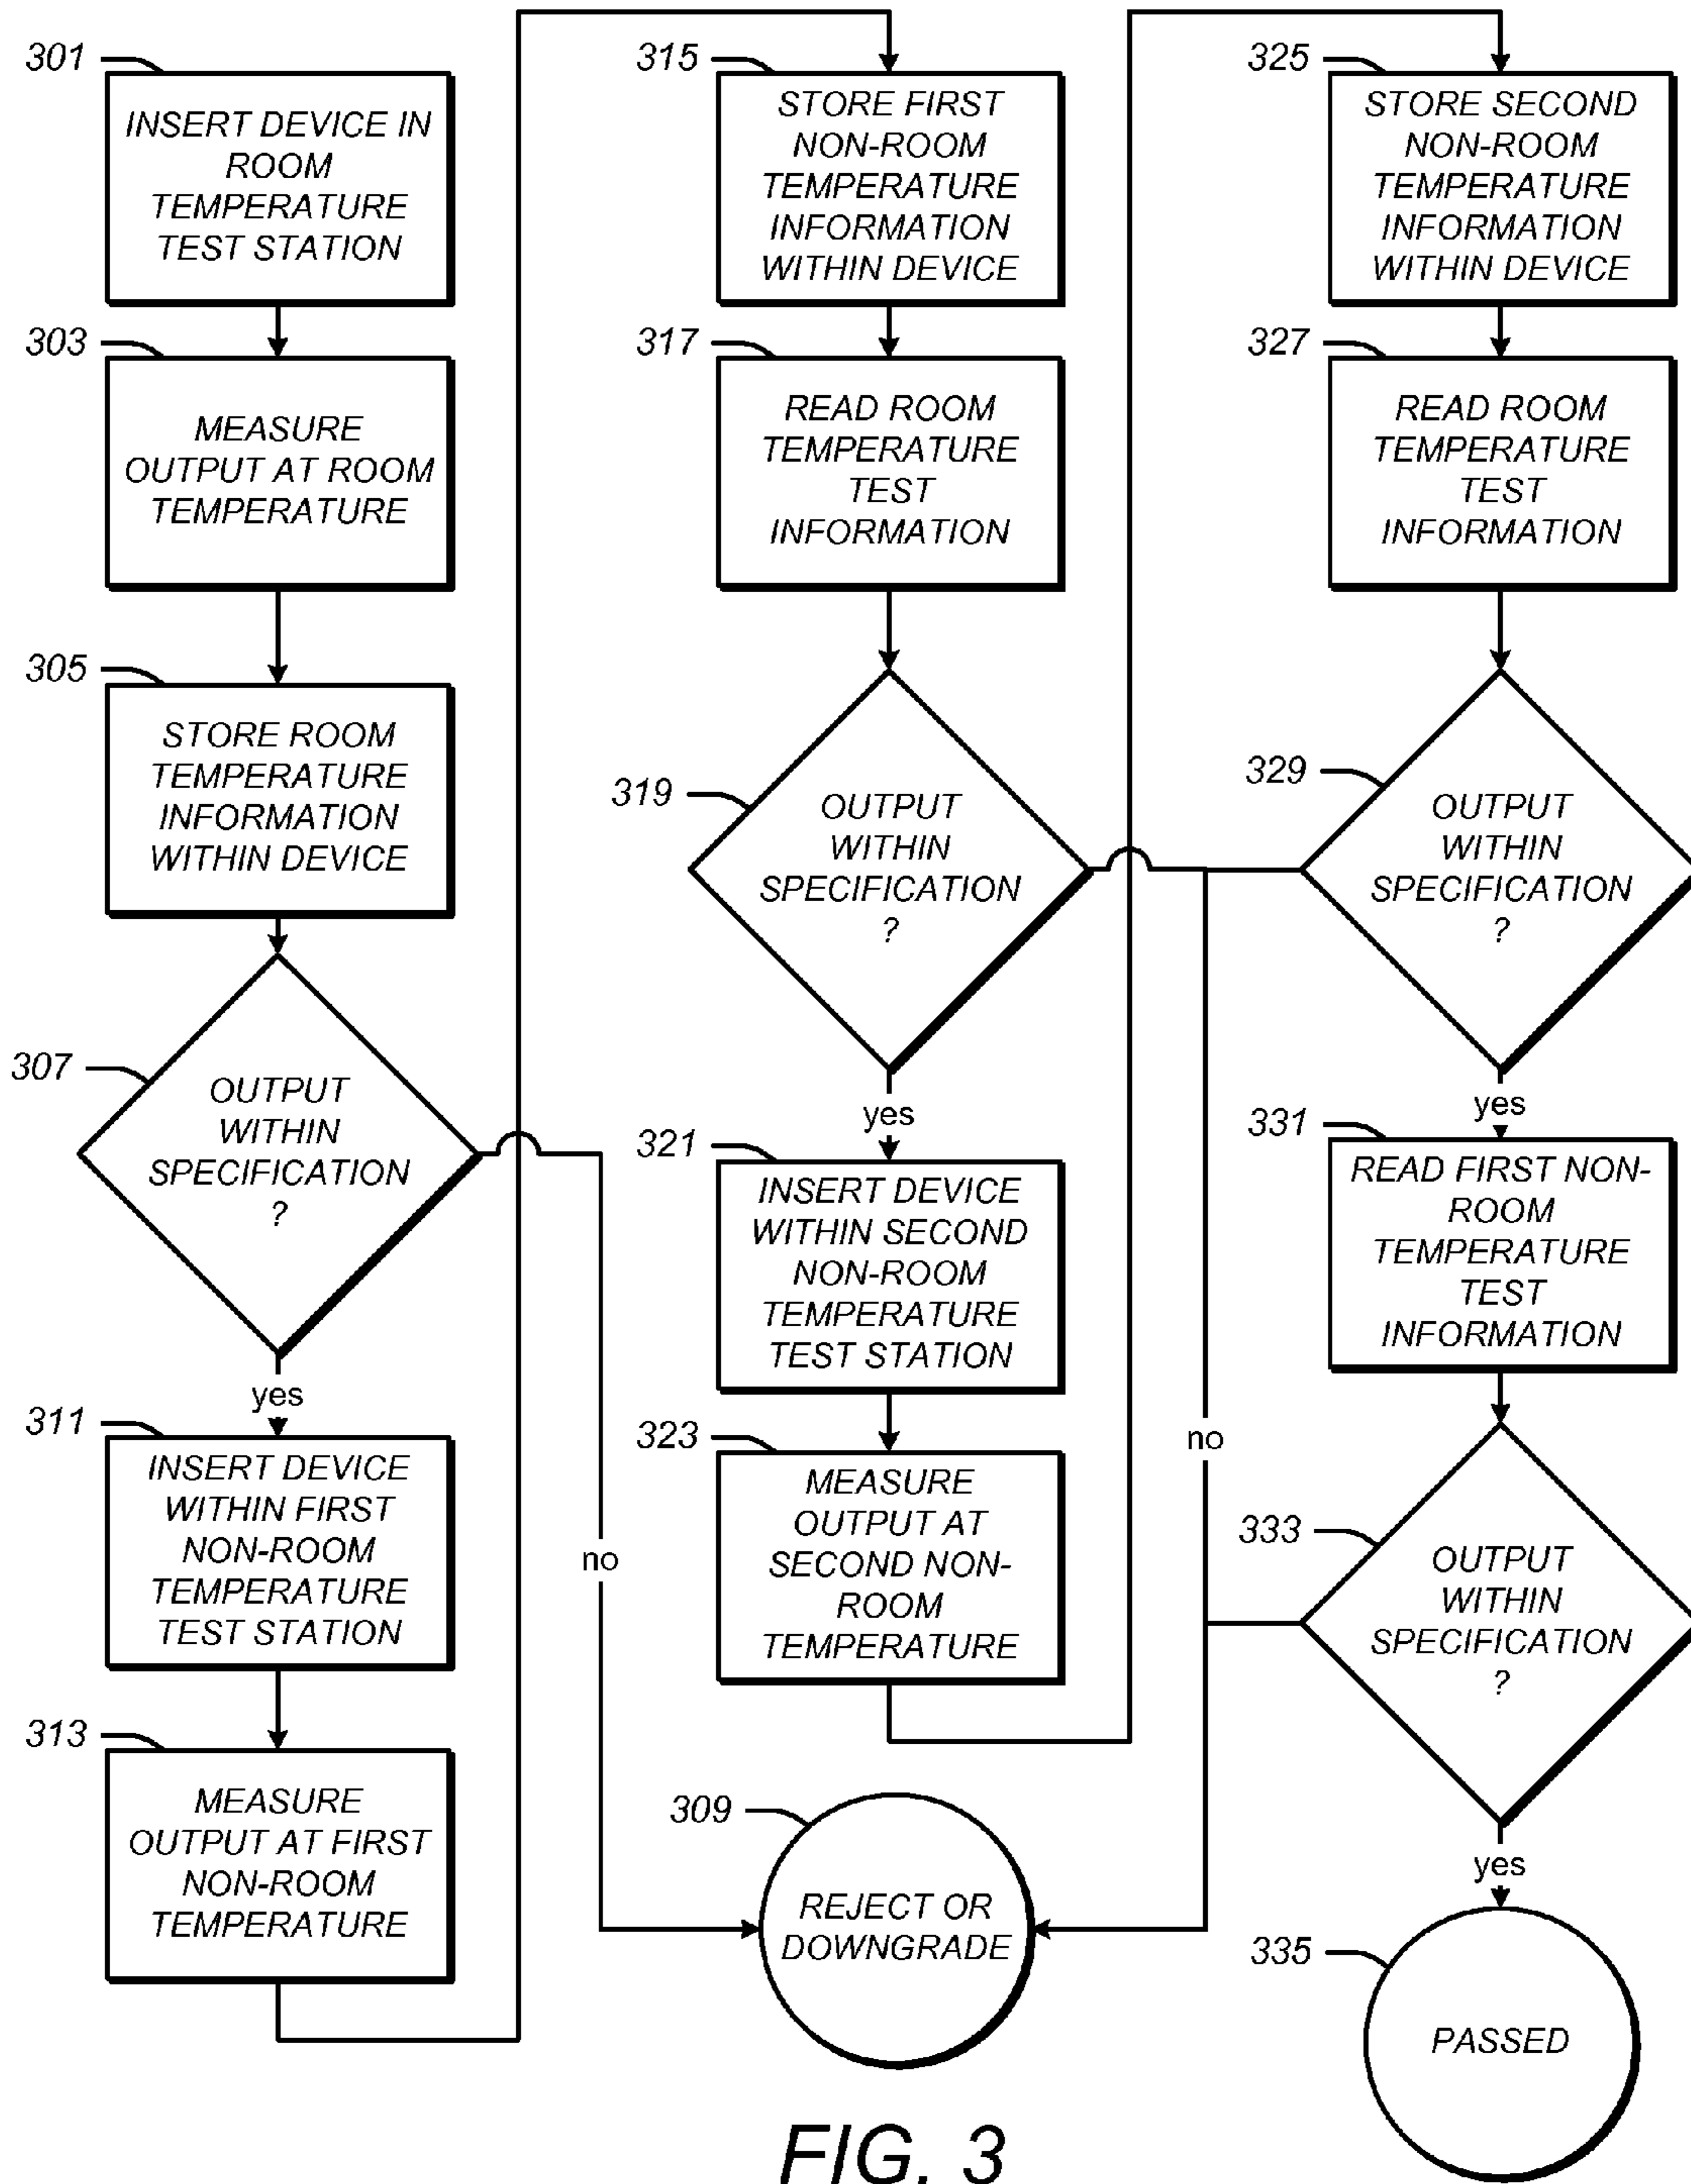 301
INSERT DEVICE IN
ROOM
TEMPERATURE
TEST STATION
303
MEASURE
OUTPUT AT ROOM
TEMPERATURE
305
STORE ROOM
TEMPERATURE
INFORMATION
WITHIN DEVICE
307
OUTPUT
WITHIN
SPECIFICATION
?
yes
no
311
INSERT DEVICE
WITHIN FIRST
NON-ROOM
TEMPERATURE
TEST STATION
313
MEASURE
OUTPUT AT FIRST
NON-ROOM
TEMPERATURE
315
STORE FIRST
NON-ROOM
TEMPERATURE
INFORMATION
WITHIN DEVICE
317
READ ROOM
TEMPERATURE
TEST
INFORMATION
319
OUTPUT
WITHIN
SPECIFICATION
?
yes
321
INSERT DEVICE
WITHIN SECOND
NON-ROOM
TEMPERATURE
TEST STATION
323
MEASURE
OUTPUT AT
SECOND NON-
ROOM
TEMPERATURE
309
REJECT OR
DOWNGRADE
325
STORE SECOND
NON-ROOM
TEMPERATURE
INFORMATION
WITHIN DEVICE
327
READ ROOM
TEMPERATURE
TEST
INFORMATION
329
OUTPUT
WITHIN
SPECIFICATION
?
yes
no
331
READ FIRST NON-
ROOM
TEMPERATURE
TEST
INFORMATION
333
OUTPUT
WITHIN
SPECIFICATION
?
yes
335
PASSED
FIG. 3